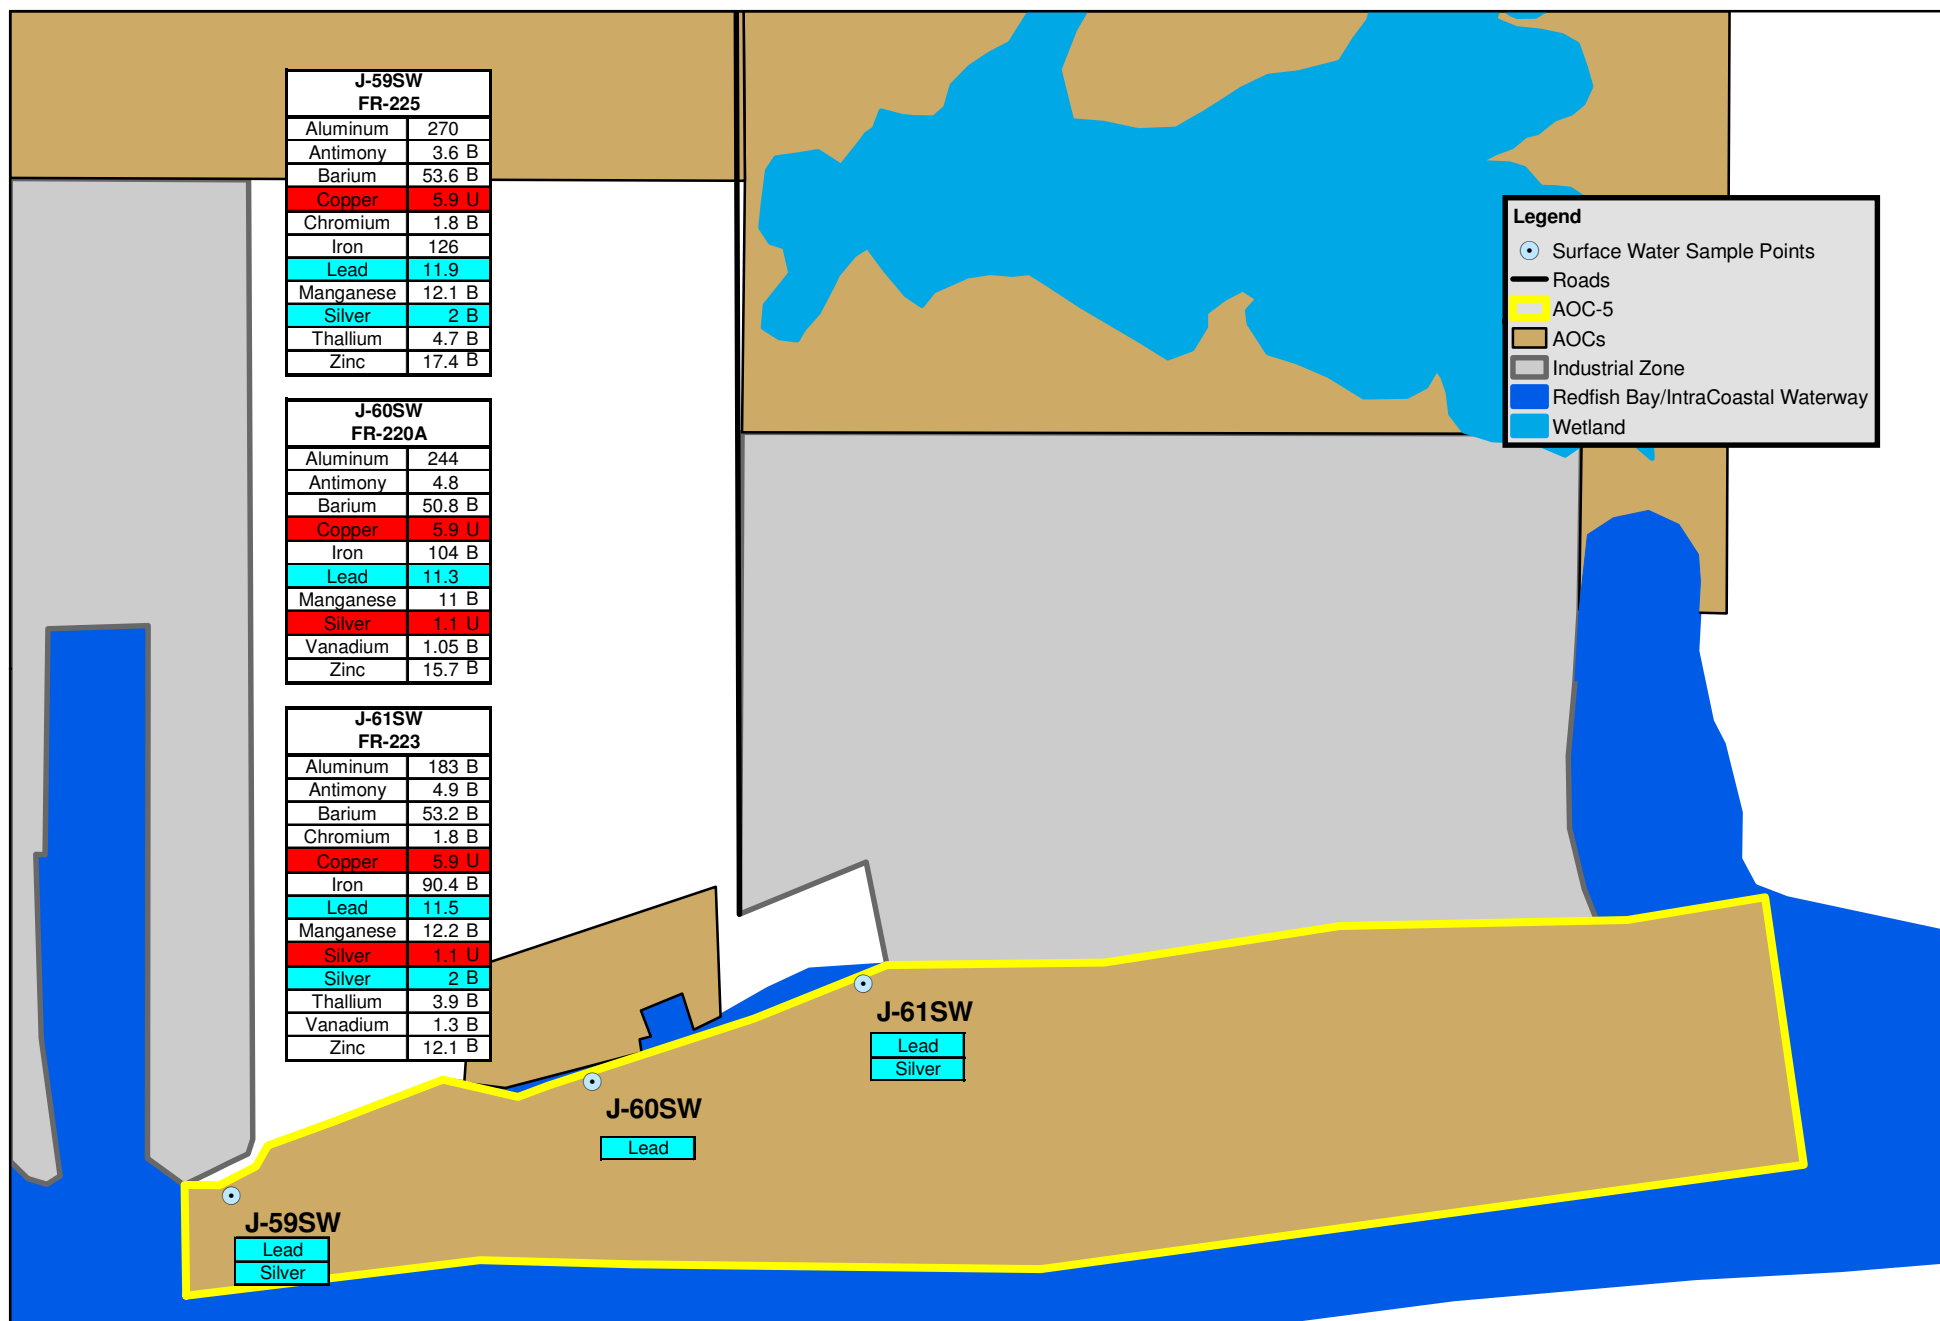 J-59SW
FR-225
Aluminum 270
Antimony 3.6 B
Barium 53.6 B
Copper 5.9 U
Chromium 1.8 B
Iron 126
Lead 11.9
Manganese 12.1 B
Silver 2 B
Thallium 4.7 B
Zinc 17.4 B
J-60SW
FR-220A
Aluminum 244
Antimony 4.8
Barium 50.8 B
Copper 5.9 U
Iron 104 B
Lead 11.3
Manganese 11 B
Silver 1.1 U
Vanadium 1.05 B
Zinc 15.7 B
J-61SW
FR-223
Aluminum 183 B
Antimony 4.9 B
Barium 53.2 B
Chromium 1.8 B
Copper 5.9 U
Iron 90.4 B
Lead 11.5
Manganese 12.2 B
Silver 1.1 U
Silver 2 B
Thallium 3.9 B
Vanadium 1.3 B
Zinc 12.1 B
Legend
Surface Water Sample Points
Roads
AOC-5
AOCs
Industrial Zone
Redfish Bay/IntraCoastal Waterway
Wetland
J-61SW
Lead
Silver
J-60SW
Lead
J-59SW
Lead
Silver